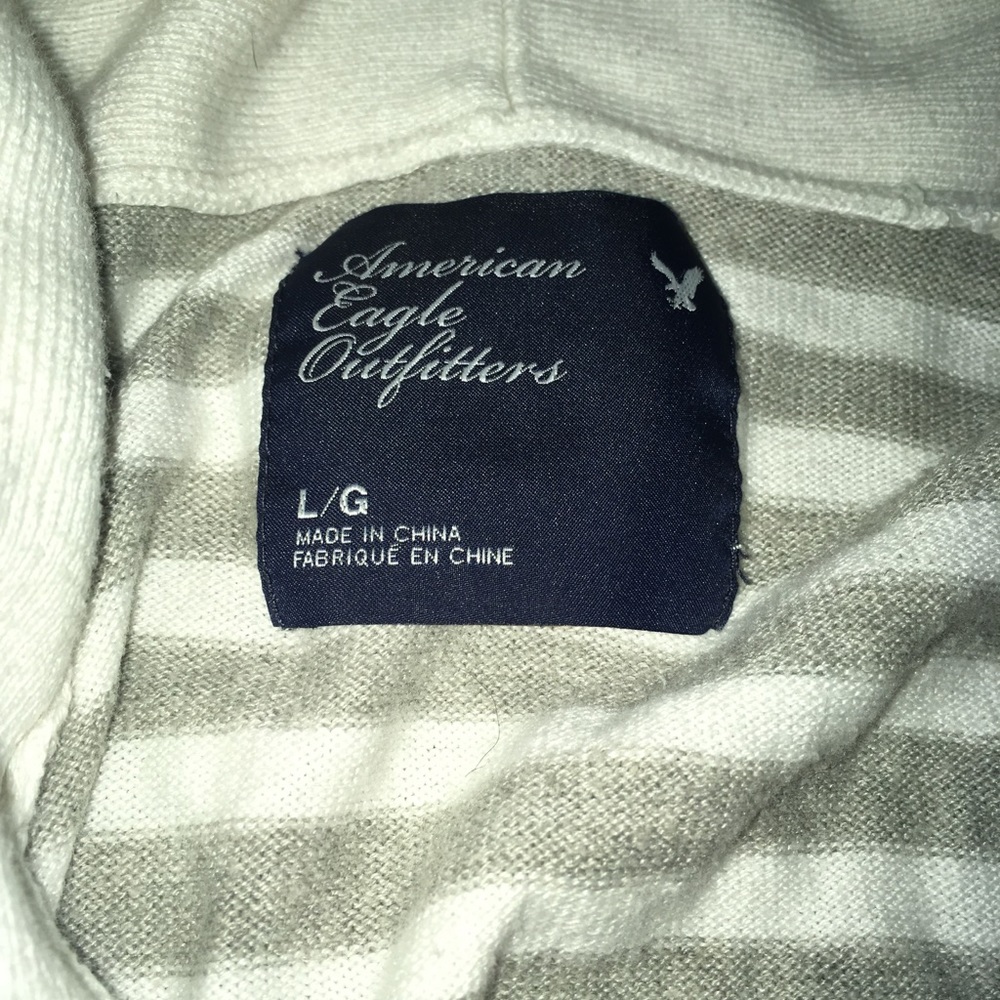 American
Eagle
Outfitters
L/G
MADE IN CHINA
FABRIQUÉ EN CHINE